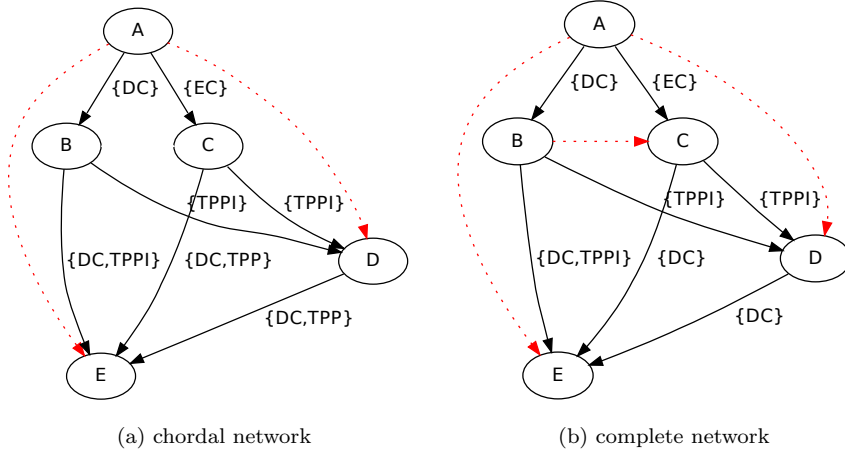 A
A
{DC}
{EC}
{DC}
{EC}
B
C
B
C
{TPPI}
{TPPI}
{TPPI}
{TPPI}
{DC,TPPI}
{DC,TPP}
D
{DC,TPPI}
{DC}
D
{DC,TPP}
{DC}
E
E
(a) chordal network
(b) complete network